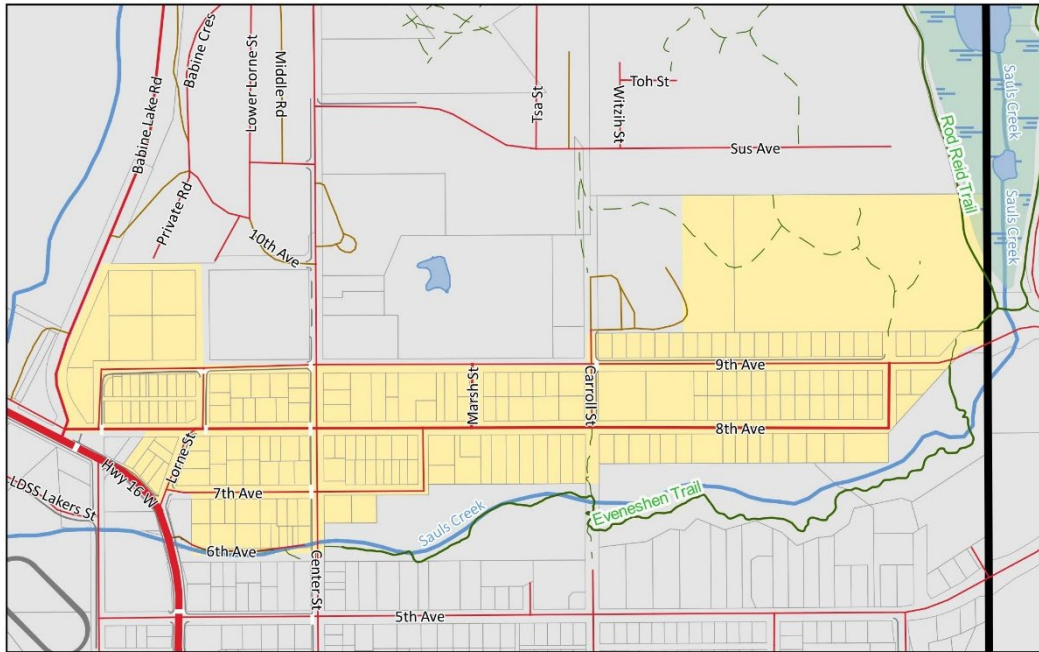 Babine Lake Rd
Babine Cres
Lower Lorne St
Middle Rd
Tsa St
Witzih St
Toh St
Sus Ave
Rod Reid Trail
Sauls Creek
Sauls Creek
Private Rd
10th Ave
9th Ave
Marsh St
Carroll St
8th Ave
Lorne St
Hwy 16 W
LDSS Lakers St
7th Ave
Sauls Creek
Eveneshen Trail
6th Ave
Center St
5th Ave